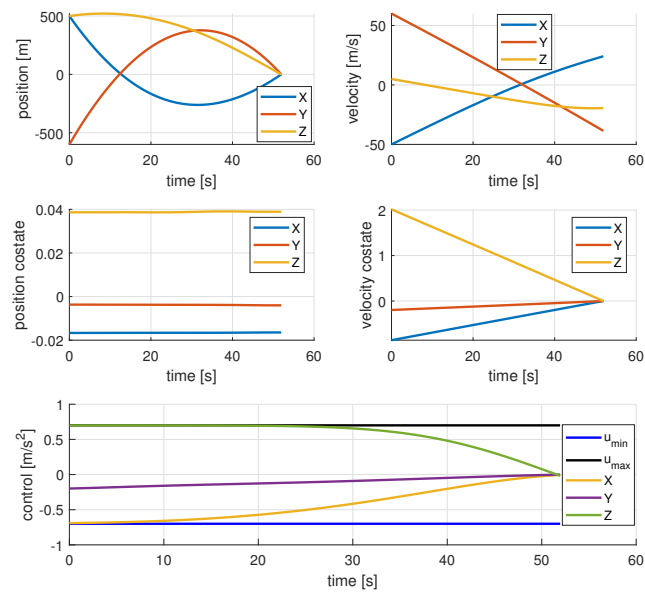 500
0
-500
position [m]
0 20 40 60
time [s]
X
Y
Z
50
0
-50
velocity [m/s]
0 20 40 60
time [s]
X
Y
Z
0.04
0.02
0
-0.02
position costate
0 20 40 60
time [s]
X
Y
Z
2
1
0
velocity costate
0 20 40 60
time [s]
X
Y
Z
1
0.5
0
-0.5
-1
control [m/s²]
0 10 20 30 40 50 60
time [s]
u_min
u_max
X
Y
Z